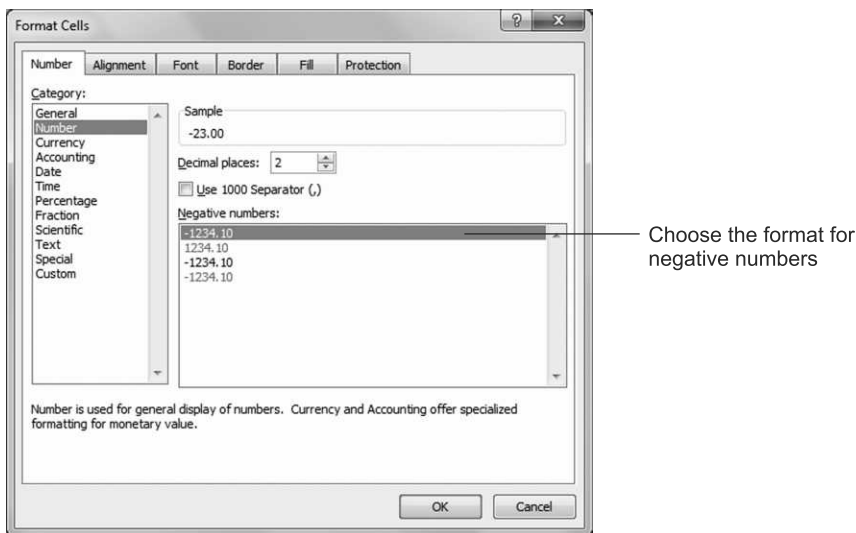 Format Cells
?
Number Alignment Font Border Fill Protection
Category:
General
Number
Currency
Accounting
Date
Time
Percentage
Fraction
Scientific
Text
Special
Custom
Sample
-23.00
Decimal places: 2
Use 1000 Separator (,)
Negative numbers:
-1234.10
1234.10
-1234.10
-1234.10
Choose the format for
negative numbers
Number is used for general display of numbers. Currency and Accounting offer specialized
formatting for monetary value.
OK Cancel